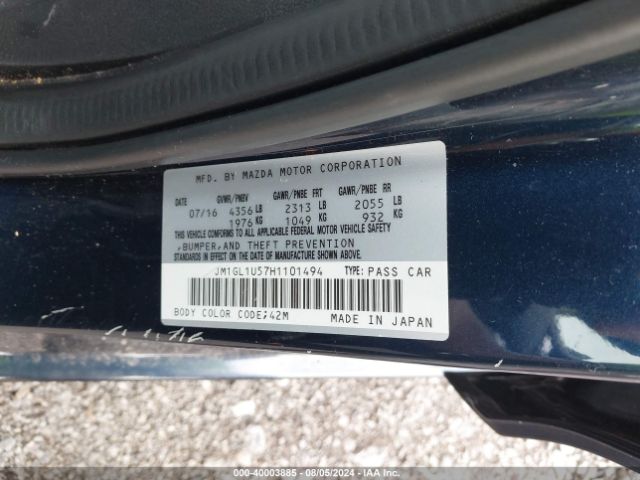 MFD. BY MAZDA MOTOR CORPORATION
DATE GVWR/PNBV GAWR/PNBE FRT GAWR/PNBE RR
07/16 4356 LB 2313 LB 2055 LB
1976 KG 1049 KG 932 KG
THIS VEHICLE CONFORMS TO ALL APPLICABLE FEDERAL MOTOR VEHICLE SAFETY
,BUMPER,AND THEFT PREVENTION
STANDARDS IN EFFECT ON THE DATE OF MANUFACTURE SHOWN ABOVE.
JM1GL1U57H1101494 TYPE: PASS CAR
BODY COLOR CODE;42M MADE IN JAPAN
000-40003885 - 08/05/2024 - IAA Inc.